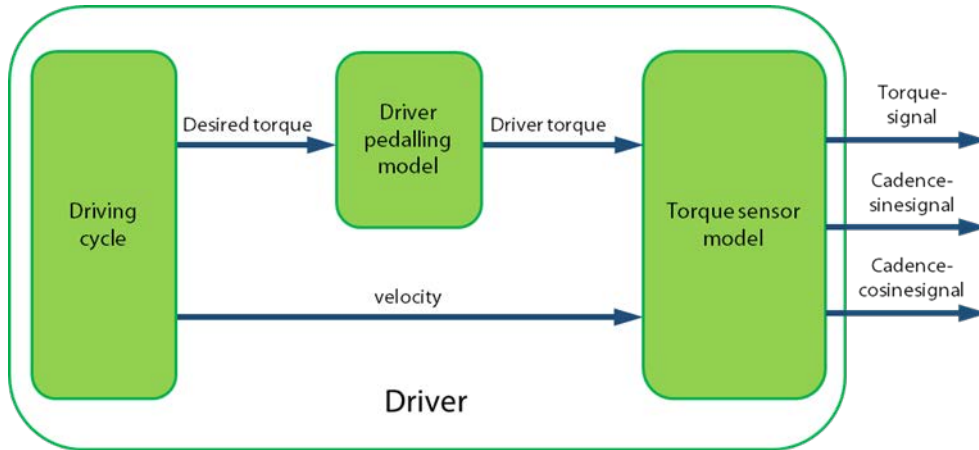 Driving
cycle
Desired torque
Driver
pedalling
model
Driver torque
velocity
Torque sensor
model
Torque-
signal
Cadence-
sinesignal
Cadence-
cosinesignal
Driver